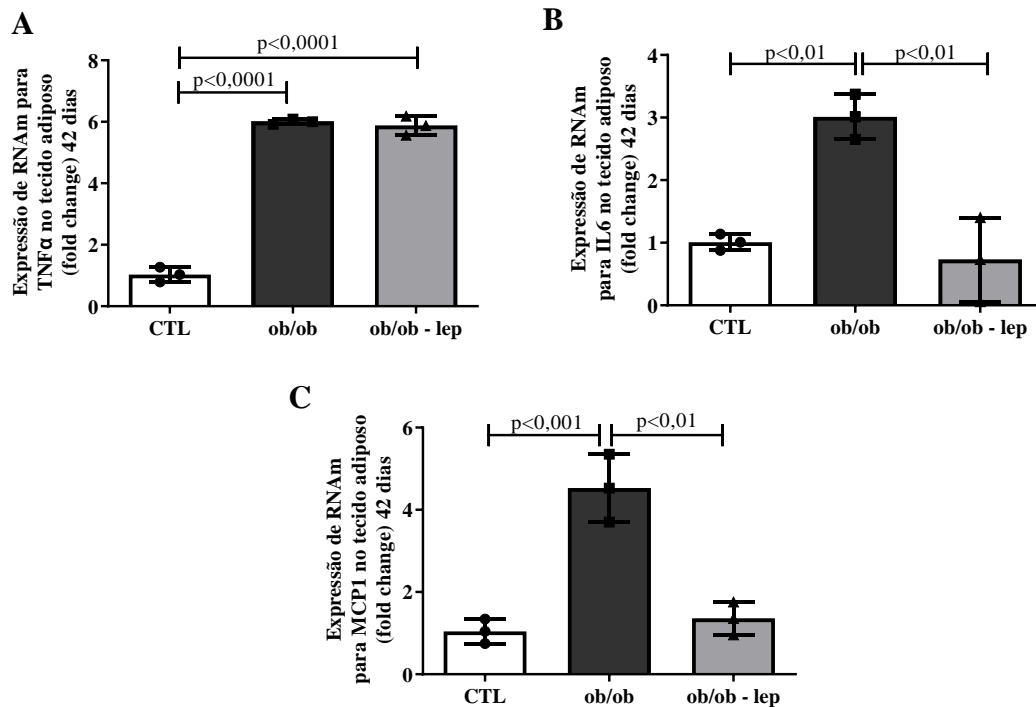 A
Expressão de RNAm para
TNFα no tecido adiposo
(fold change) 42 dias
8
6
4
2
0
p<0,0001
p<0,0001
CTL
ob/ob
ob/ob - lep
B
Expressão de RNAm
para IL6 no tecido adiposo
(fold change) 42 dias
4
3
2
1
0
p<0,01
p<0,01
CTL
ob/ob
ob/ob - lep
C
Expressão de RNAm
para MCP1 no tecido adiposo
(fold change) 42 dias
6
4
2
0
p<0,001
p<0,01
CTL
ob/ob
ob/ob - lep